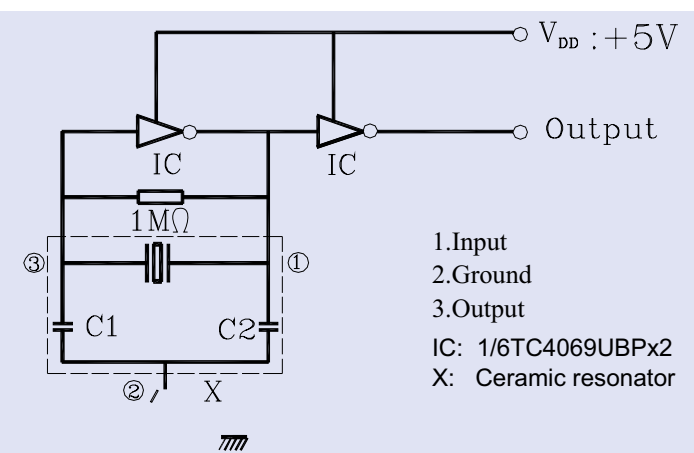 V_DD :+5V
Output
IC
IC
1MΩ
③
①
C1
C2
②
X
1.Input
2.Ground
3.Output
IC: 1/6TC4069UBPx2
X: Ceramic resonator